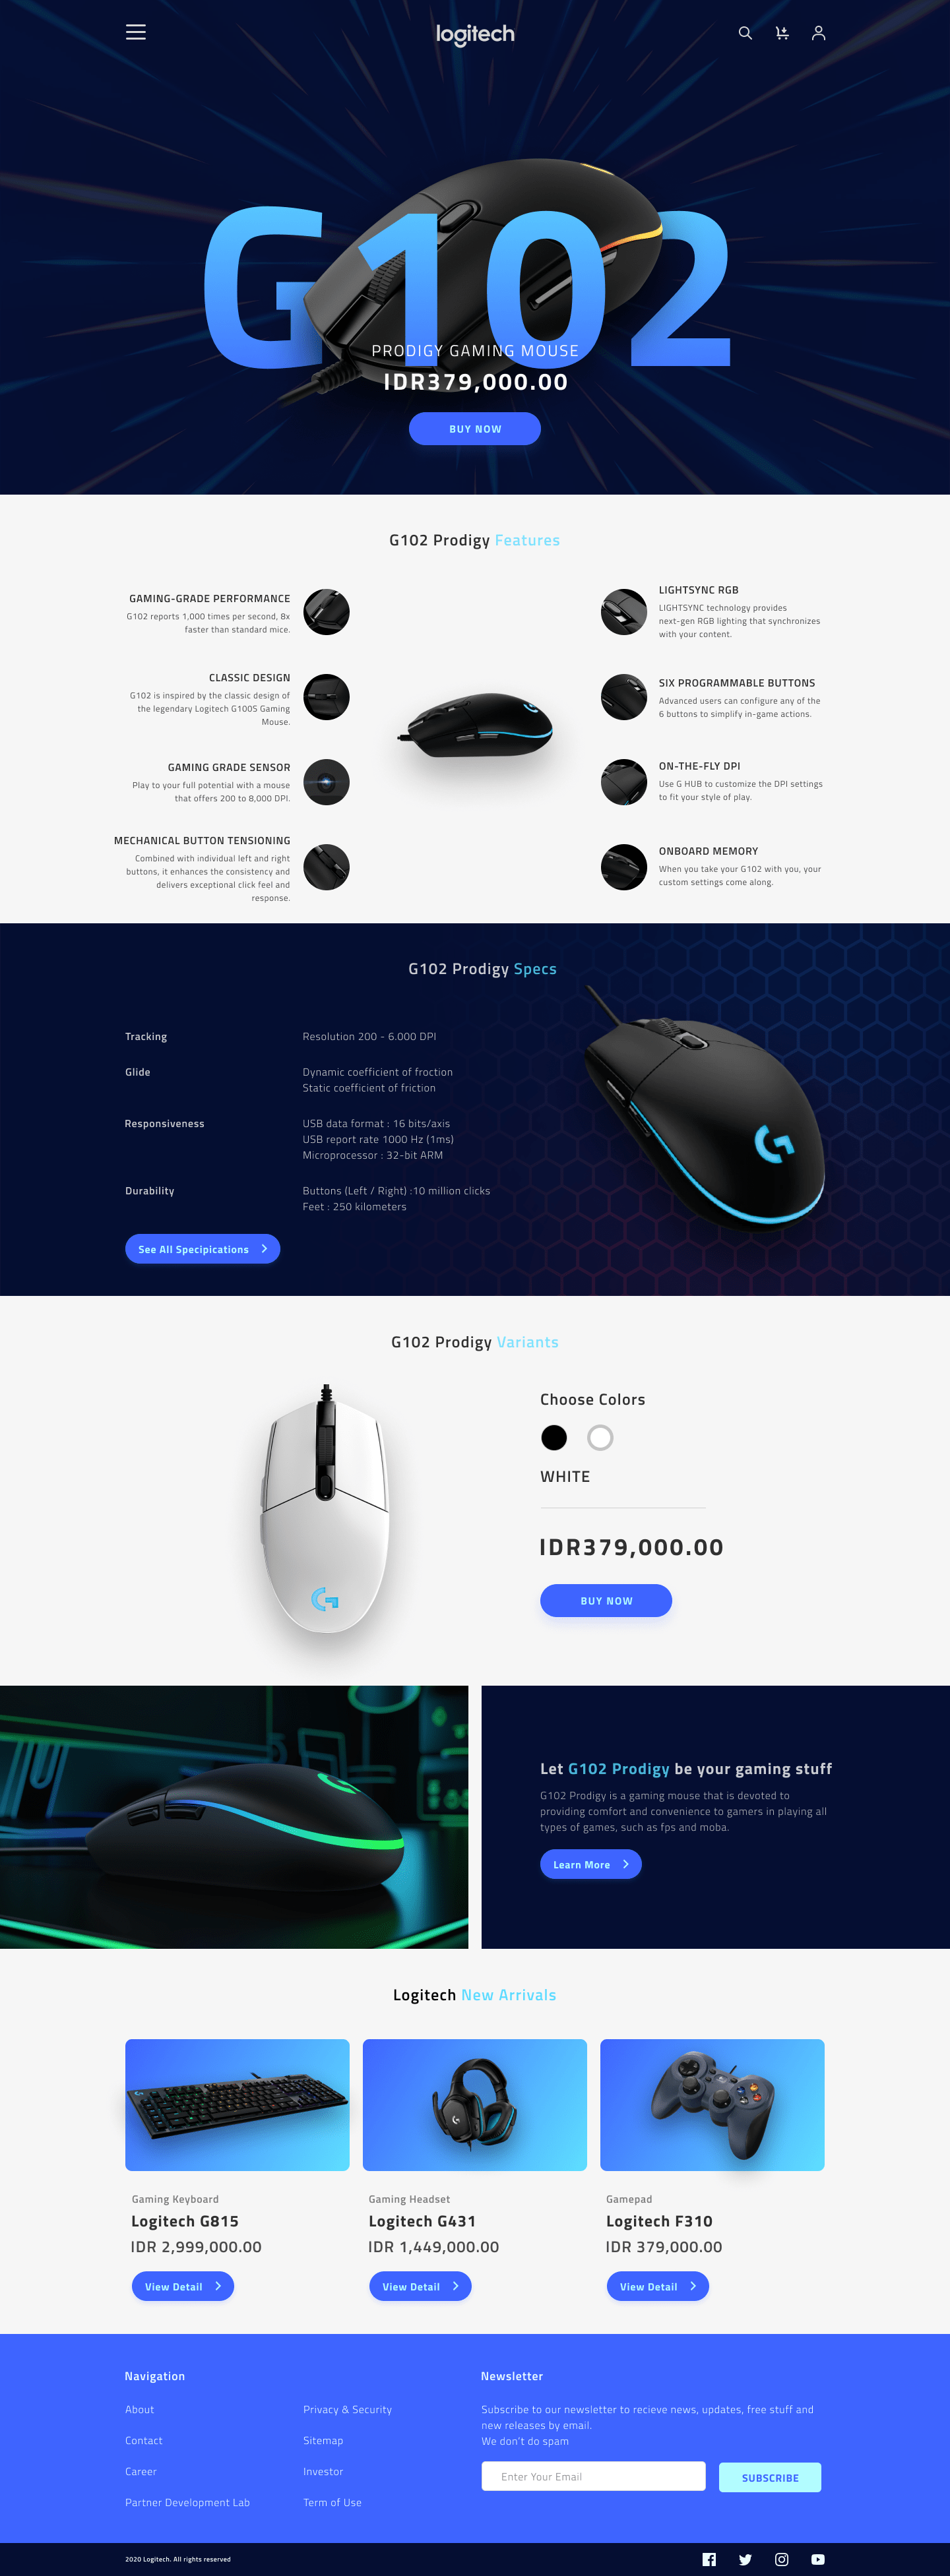 logitech
G102
PRODIGY GAMING MOUSE
IDR379,000.00
BUY NOW
G102 Prodigy Features
GAMING-GRADE PERFORMANCE
G102 reports 1,000 times per second, 8x
faster than standard mice.
CLASSIC DESIGN
G102 is inspired by the classic design of
the legendary Logitech G100S Gaming
Mouse.
GAMING GRADE SENSOR
Play to your full potential with a mouse
that offers 200 to 8,000 DPI.
MECHANICAL BUTTON TENSIONING
Combined with individual left and right
buttons, it enhances the consistency and
delivers exceptional click feel and
response.
LIGHTSYNC RGB
LIGHTSYNC technology provides
next-gen RGB lighting that synchronizes
with your content.
SIX PROGRAMMABLE BUTTONS
Advanced users can configure any of the
6 buttons to simplify in-game actions.
ON-THE-FLY DPI
Use G HUB to customize the DPI settings
to fit your style of play.
ONBOARD MEMORY
When you take your G102 with you, your
custom settings come along.
G102 Prodigy Specs
Tracking
Resolution 200 - 6.000 DPI
Glide
Dynamic coefficient of froction
Static coefficient of friction
Responsiveness
USB data format : 16 bits/axis
USB report rate 1000 Hz (1ms)
Microprocessor : 32-bit ARM
Durability
Buttons (Left / Right) :10 million clicks
Feet : 250 kilometers
See All Specipications
G102 Prodigy Variants
Choose Colors
WHITE
IDR379,000.00
BUY NOW
Let G102 Prodigy be your gaming stuff
G102 Prodigy is a gaming mouse that is devoted to
providing comfort and convenience to gamers in playing all
types of games, such as fps and moba.
Learn More
Logitech New Arrivals
Gaming Keyboard
Logitech G815
IDR 2,999,000.00
View Detail
Gaming Headset
Logitech G431
IDR 1,449,000.00
View Detail
Gamepad
Logitech F310
IDR 379,000.00
View Detail
Navigation
About
Contact
Career
Partner Development Lab
Privacy & Security
Sitemap
Investor
Term of Use
Newsletter
Subscribe to our newsletter to recieve news, updates, free stuff and
new releases by email.
We don't do spam
Enter Your Email
SUBSCRIBE
2020 Logitech. All rights reserved